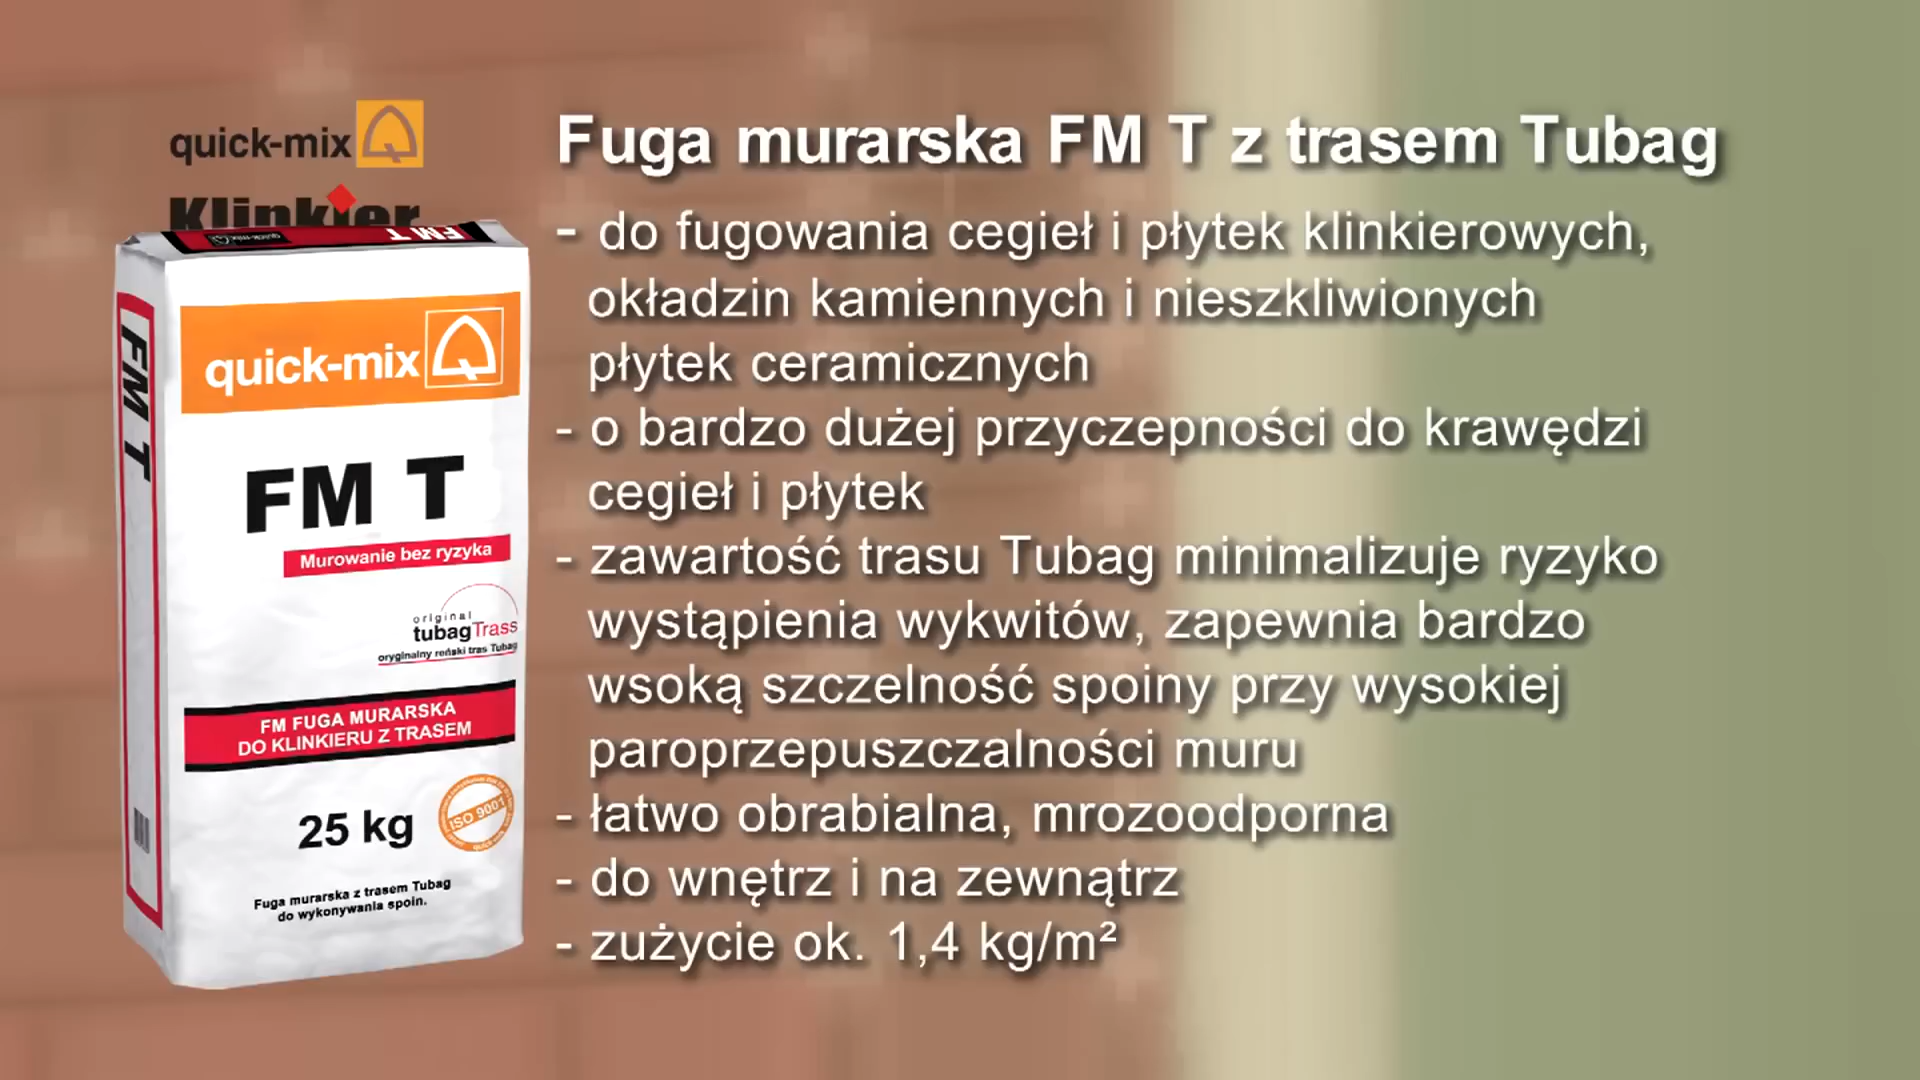 quick-mix
Klinkier
Fuga murarska FM T z trasem Tubag
- do fugowania cegieł i płytek klinkierowych,
okładzin kamiennych i nieszkliwionych
płytek ceramicznych
- o bardzo dużej przyczepności do krawędzi
cegieł i płytek
- zawartość trasu Tubag minimalizuje ryzyko
wystąpienia wykwitów, zapewnia bardzo
wsoką szczelność spoiny przy wysokiej
paroprzepuszczalności muru
- łatwo obrabialna, mrozoodporna
- do wnętrz i na zewnątrz
- zużycie ok. 1,4 kg/m²
quick-mix
FM T
FM T
quick-mix
FM T
Murowanie bez ryzyka
original
tubagTrass
oryginalny reński tras Tubag
FM FUGA MURARSKA
DO KLINKIERU Z TRASEM
25 kg
ISO 9001
Fuga murarska z trasem Tubag
do wykonywania spoin.